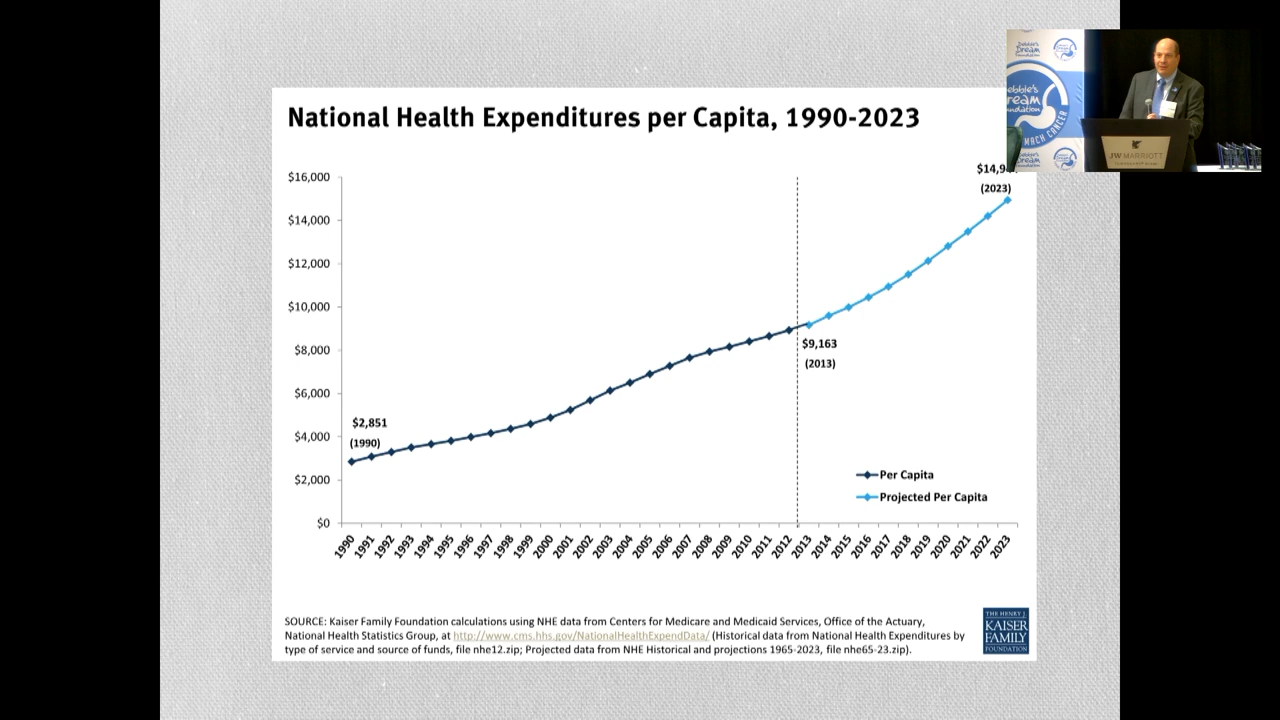 National Health Expenditures per Capita, 1990-2023
$16,000
$14,000
$12,000
$10,000
$8,000
$6,000
$4,000
$2,000
$0
$2,851
(1990)
$9,163
(2013)
(2023)
Per Capita
Projected Per Capita
1990 1991 1992 1993 1994 1995 1996 1997 1998 1999 2000 2001 2002 2003 2004 2005 2006 2007 2008 2009 2010 2011 2012 2013 2014 2015 2016 2017 2018 2019 2020 2021 2022 2023
SOURCE: Kaiser Family Foundation calculations using NHE data from Centers for Medicare and Medicaid Services, Office of the Actuary,
National Health Statistics Group, at http://www.cms.hhs.gov/NationalHealthExpendData/ (Historical data from National Health Expenditures by
type of service and source of funds, file nhe12.zip; Projected data from NHE Historical and projections 1965-2023, file nhe65-23.zip).
THE HENRY J.
KAISER
FAMILY
FOUNDATION
Debbie's
Dream
Foundation
CANCER
JW MARRIOTT